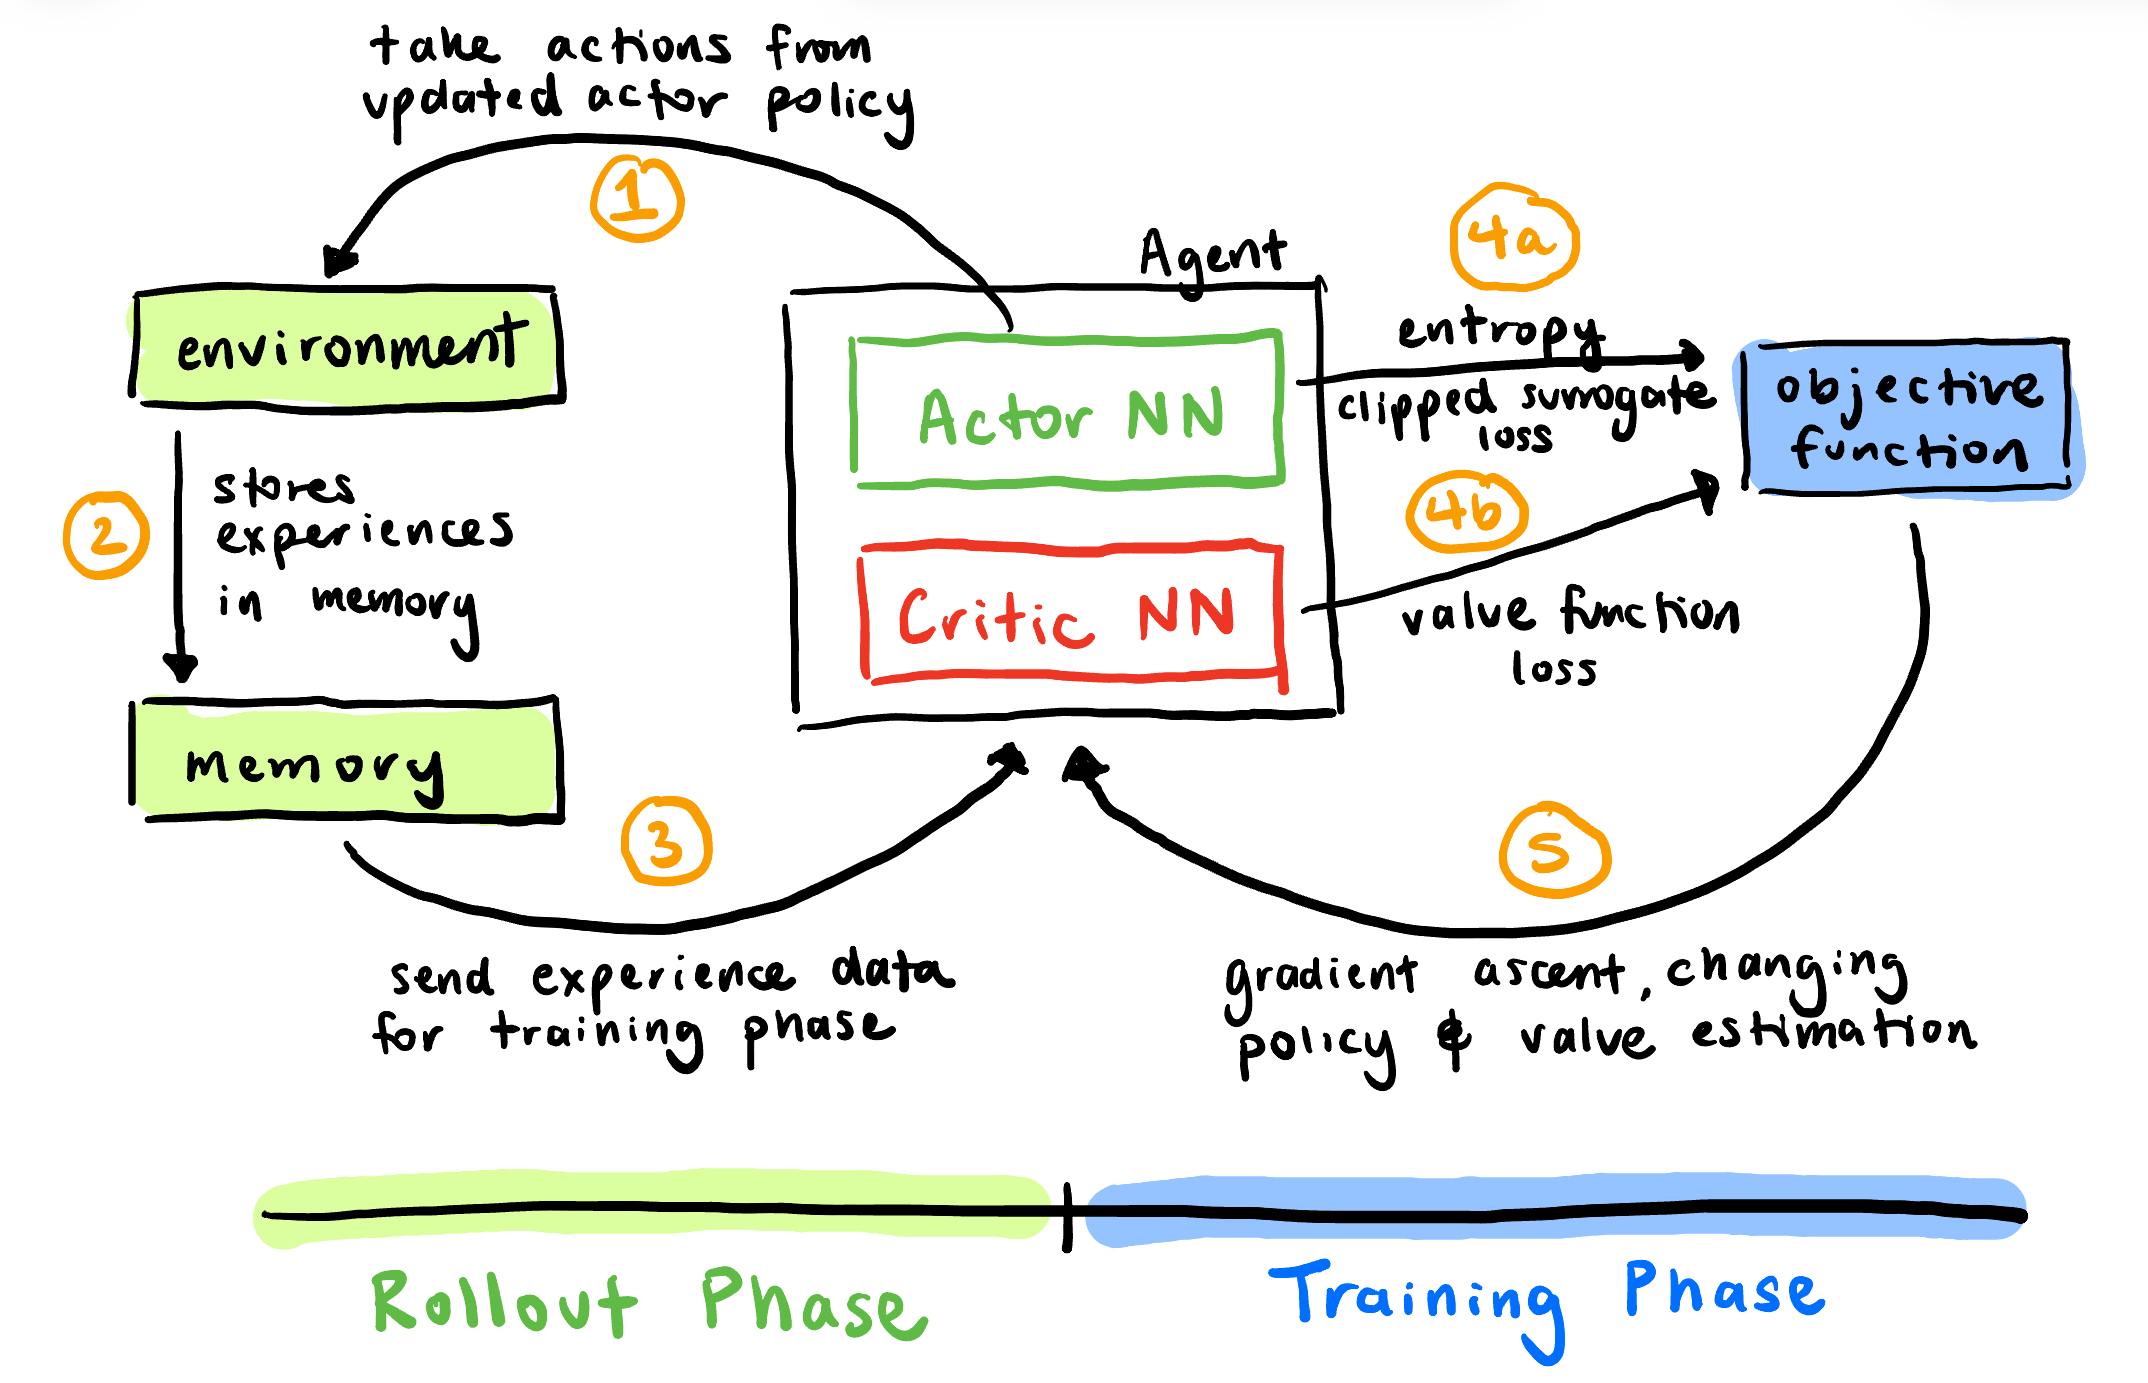 take actions from
updated actor policy
1
Agent
4a
environment
entropy
clipped surrogate
loss
objective
function
Actor NN
2
stores
experiences
in memory
4b
Critic NN
value function
loss
memory
3
5
send experience data
for training phase
gradient ascent, changing
policy & value estimation
Rollout Phase
Training Phase